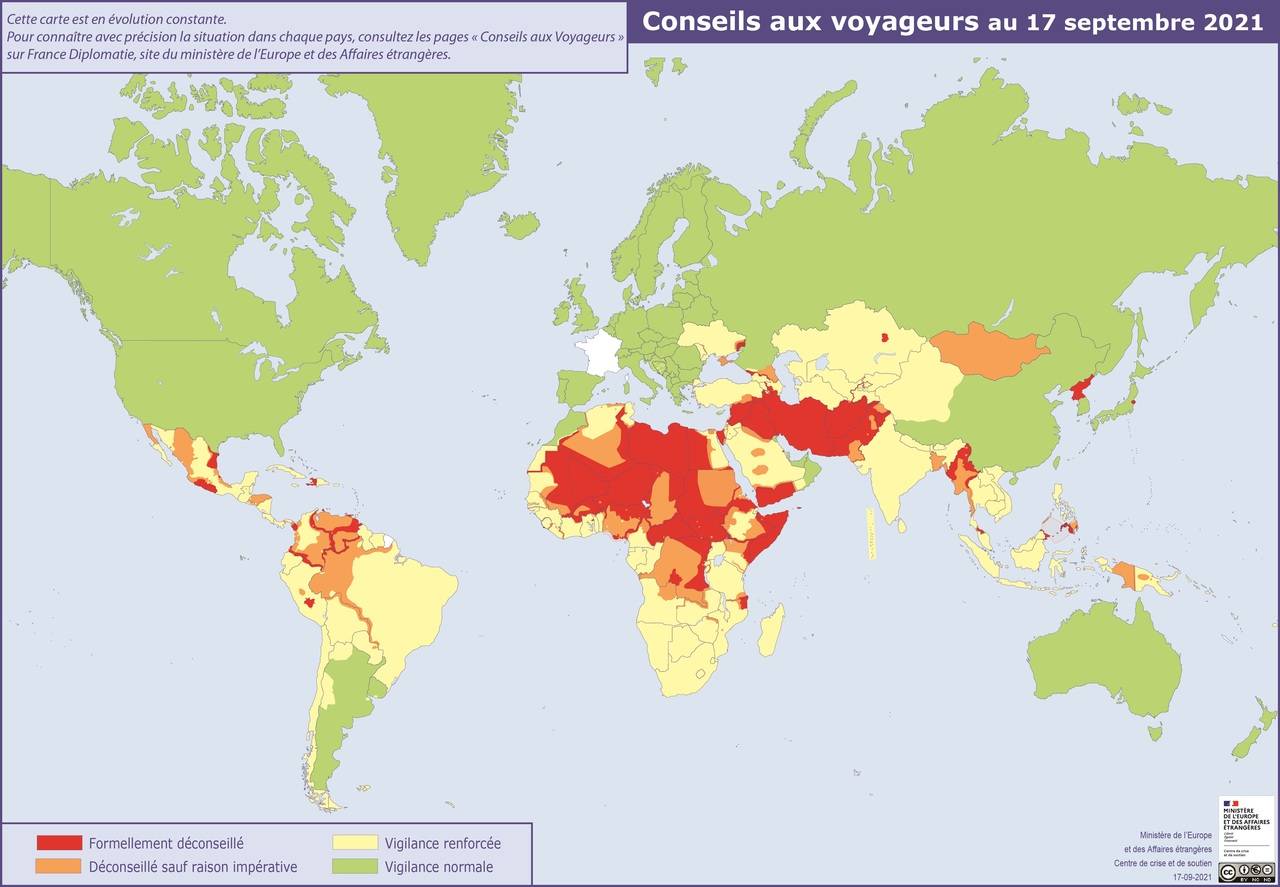 Cette carte est en évolution constante.
Pour connaître avec précision la situation dans chaque pays, consultez les pages « Conseils aux Voyageurs »
sur France Diplomatie, site du ministère de l'Europe et des Affaires étrangères.
Conseils aux voyageurs au 17 septembre 2021
Formellement déconseillé
Déconseillé sauf raison impérative
Vigilance renforcée
Vigilance normale
Ministère de l'Europe
et des Affaires étrangères
Centre de crise et de soutien
17-09-2021
MINISTÈRE
DE L'EUROPE
ET DES AFFAIRES
ÉTRANGÈRES
Liberté
Égalité
Fraternité
Centre de crise
et de soutien
CC
BY NC ND